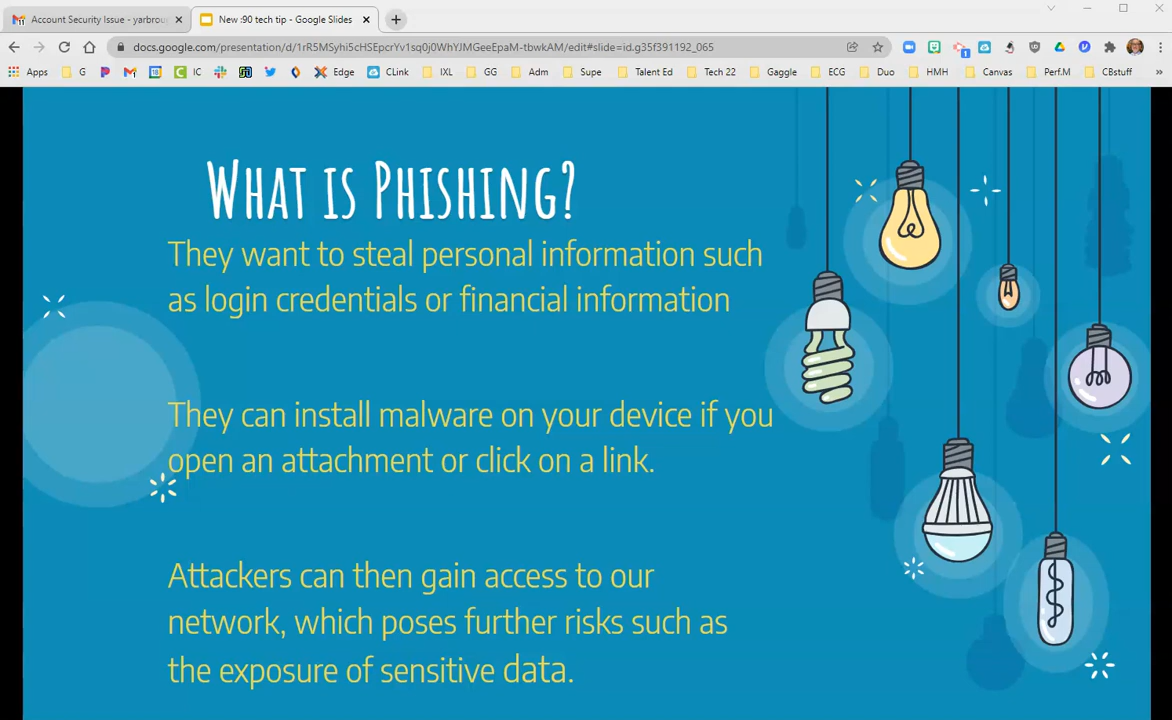 Account Security Issue - yarbroug
New :90 tech tip - Google Slides
docs.google.com/presentation/d/1rR5MSyhi5cHSEpcrYv1sq0j0WhYJMGeeEpaM-tbwkAM/edit#slide=id.g35f391192_065
Apps G IC Edge CLink IXL GG Adm Supe Talent Ed Tech 22 Gaggle ECG Duo HMH Canvas Perf.M CBstuff
What is Phishing?
They want to steal personal information such
as login credentials or financial information
They can install malware on your device if you
open an attachment or click on a link.
Attackers can then gain access to our
network, which poses further risks such as
the exposure of sensitive data.